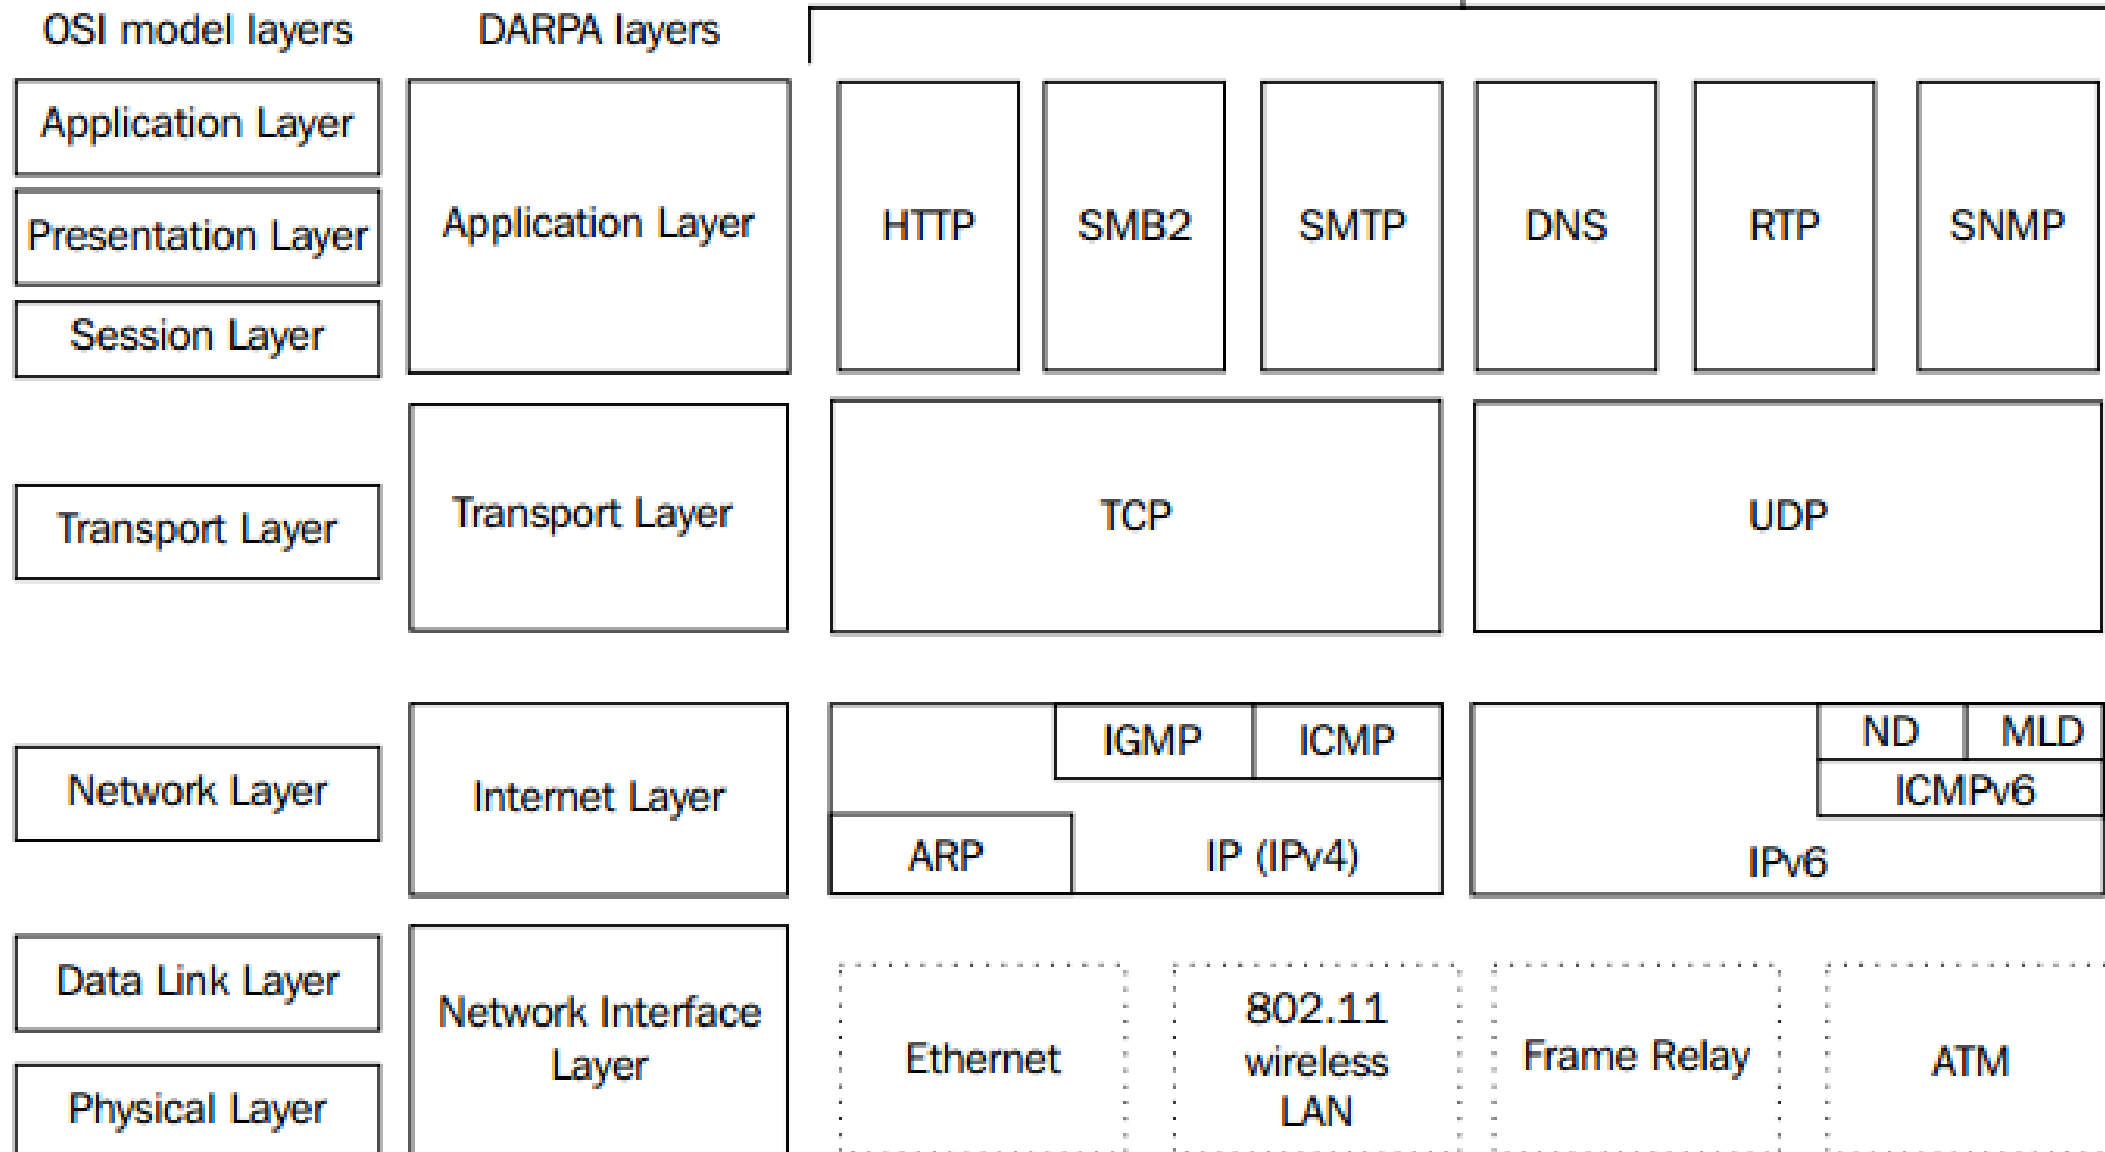 OSI model layers
DARPA layers
Application Layer
Presentation Layer
Session Layer
Application Layer
HTTP
SMB2
SMTP
DNS
RTP
SNMP
Transport Layer
Transport Layer
TCP
UDP
Network Layer
Internet Layer
IGMP
ICMP
ARP
IP (IPv4)
ND
MLD
ICMPv6
IPv6
Data Link Layer
Physical Layer
Network Interface
Layer
Ethernet
802.11
wireless
LAN
Frame Relay
ATM